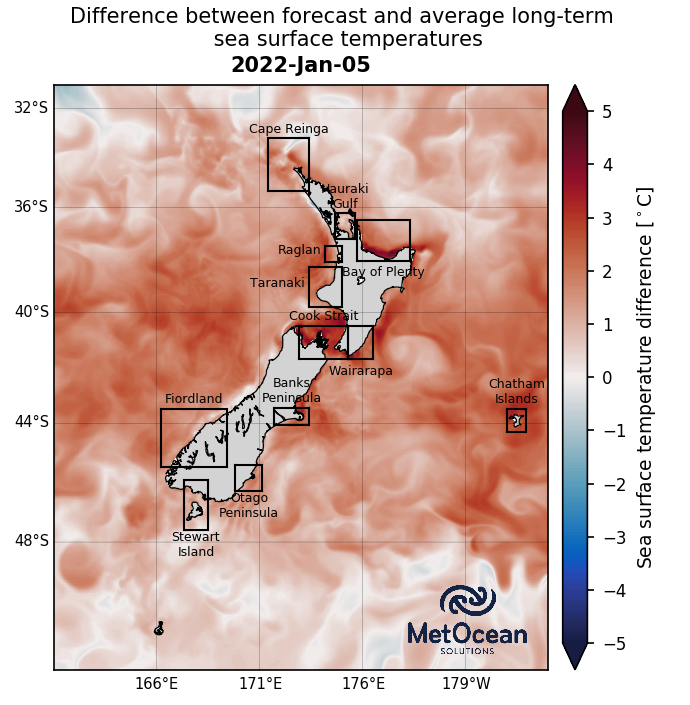 Difference between forecast and average long-term
sea surface temperatures
2022-Jan-05
32°S
36°S
40°S
44°S
48°S
166°E
171°E
176°E
179°W
Cape Reinga
Hauraki
Gulf
Raglan
Bay of Plenty
Taranaki
Cook Strait
Wairarapa
Banks
Peninsula
Fiordland
Chatham
Islands
Otago
Peninsula
Stewart
Island
MetOcean
SOLUTIONS
5
4
3
2
1
0
−1
−2
−3
−4
−5
Sea surface temperature difference [°C]